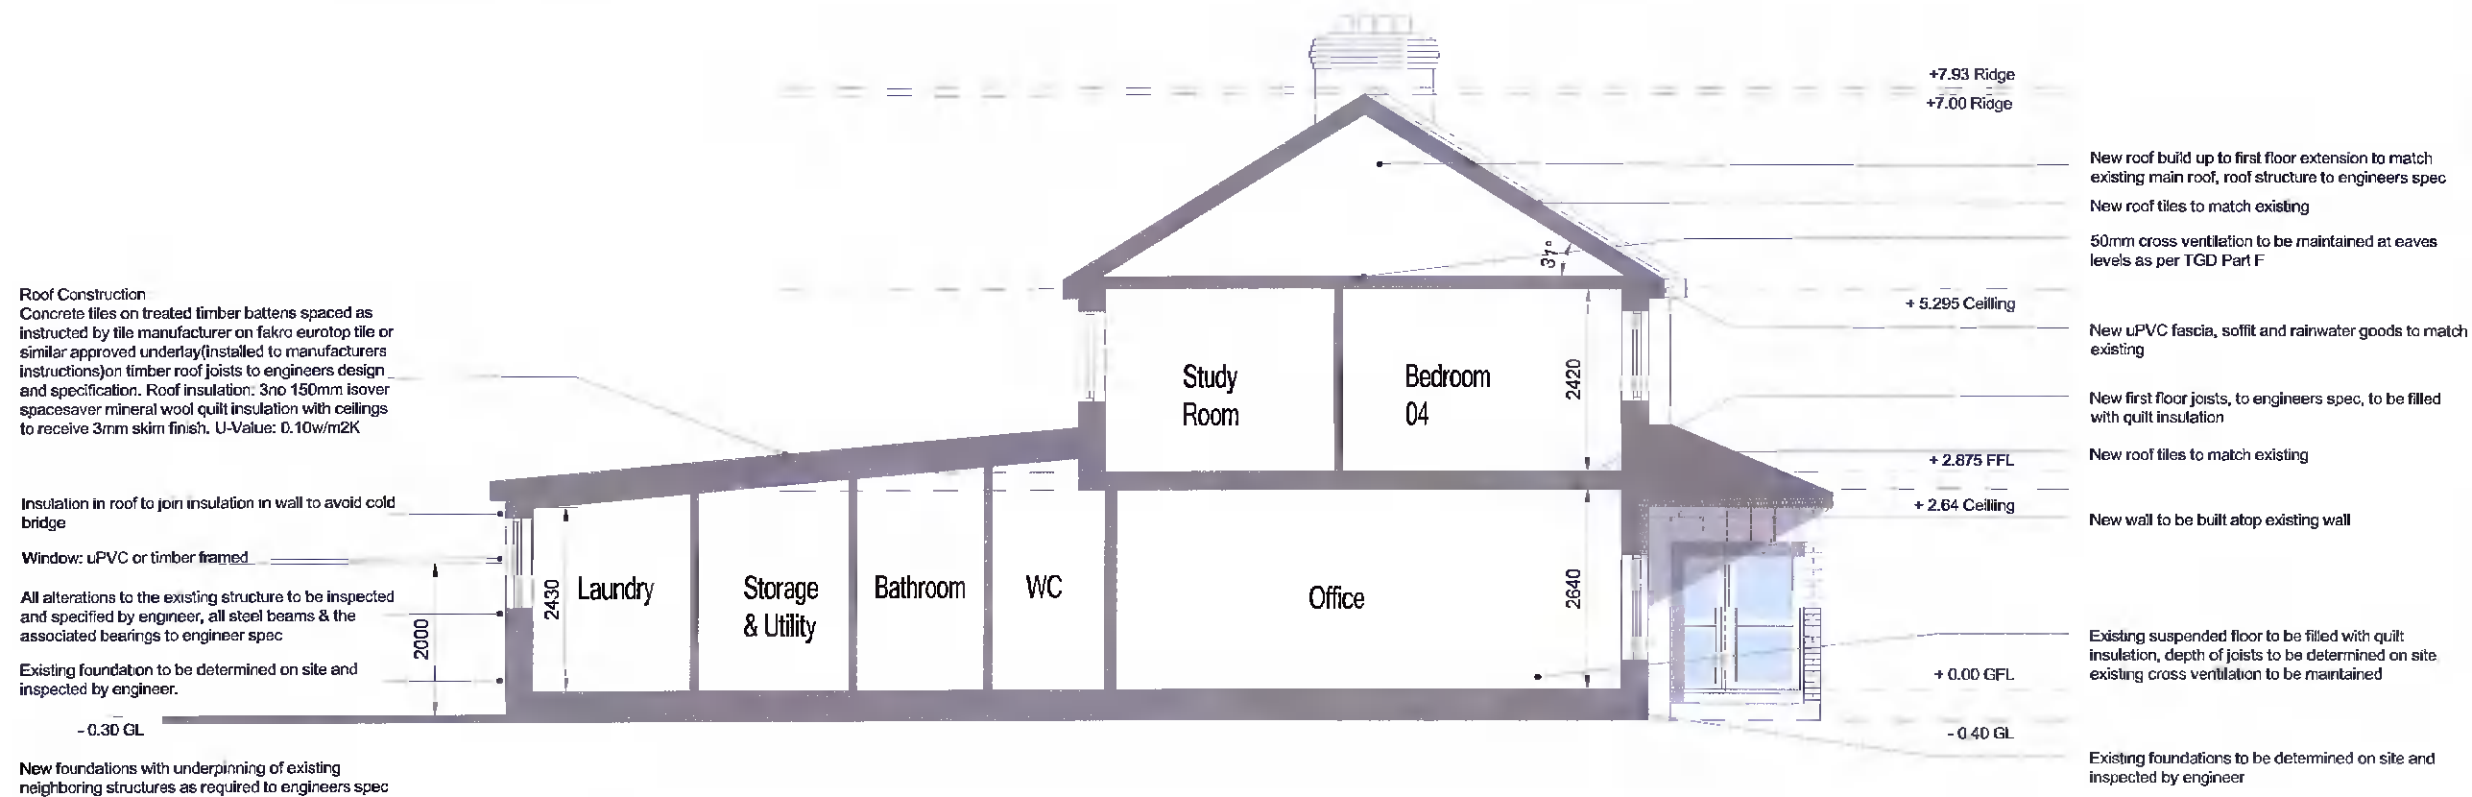 +7.93 Ridge
+7.00 Ridge
New roof build up to first floor extension to match
existing main roof, roof structure to engineers spec
New roof tiles to match existing
50mm cross ventilation to be maintained at eaves
levels as per TGD Part F
31°
+ 5.295 Ceilling
New uPVC fascia, soffit and rainwater goods to match
existing
New first floor joists, to engineers spec, to be filled
with quilt insulation
New roof tiles to match existing
+ 2.875 FFL
+ 2.64 Ceilling
New wall to be built atop existing wall
Existing suspended floor to be filled with quilt
insulation, depth of joists to be determined on site
existing cross ventilation to be maintained
+ 0.00 GFL
- 0.40 GL
Existing foundations to be determined on site and
inspected by engineer
Roof Construction
Concrete tiles on treated timber battens spaced as
instructed by tile manufacturer on fakro eurotop tile or
similar approved underlay(installed to manufacturers
instructions)on timber roof joists to engineers design
and specification. Roof insulation: 3no 150mm isover
spacesaver mineral wool quilt insulation with ceilings
to receive 3mm skim finish. U-Value: 0.10w/m2K
Insulation in roof to join insulation in wall to avoid cold
bridge
Window: uPVC or timber framed
All alterations to the existing structure to be inspected
and specified by engineer, all steel beams & the
associated bearings to engineer spec
Existing foundation to be determined on site and
inspected by engineer.
- 0.30 GL
New foundations with underpinning of existing
neighboring structures as required to engineers spec
Study
Room
Bedroom
04
2420
2000
2430
Laundry
Storage
& Utility
Bathroom
WC
Office
2640